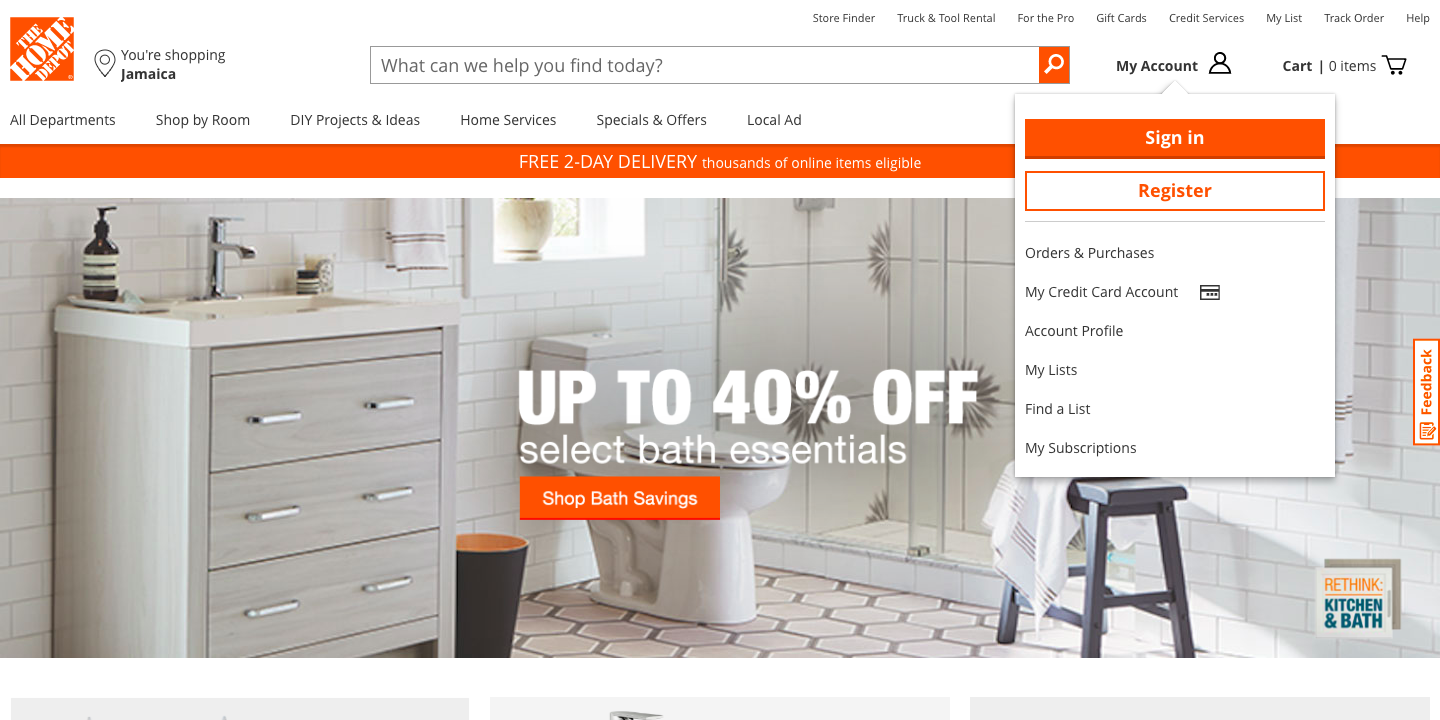 Store Finder Truck & Tool Rental For the Pro Gift Cards Credit Services My List Track Order Help
THE HOME DEPOT
You're shopping
Jamaica
What can we help you find today?
My Account
Cart | 0 items
All Departments Shop by Room DIY Projects & Ideas Home Services Specials & Offers Local Ad
FREE 2-DAY DELIVERY thousands of online items eligible
Sign in
Register
Orders & Purchases
My Credit Card Account
Account Profile
My Lists
Find a List
My Subscriptions
Feedback
UP TO 40% OFF
select bath essentials
Shop Bath Savings
RETHINK:
KITCHEN
& BATH